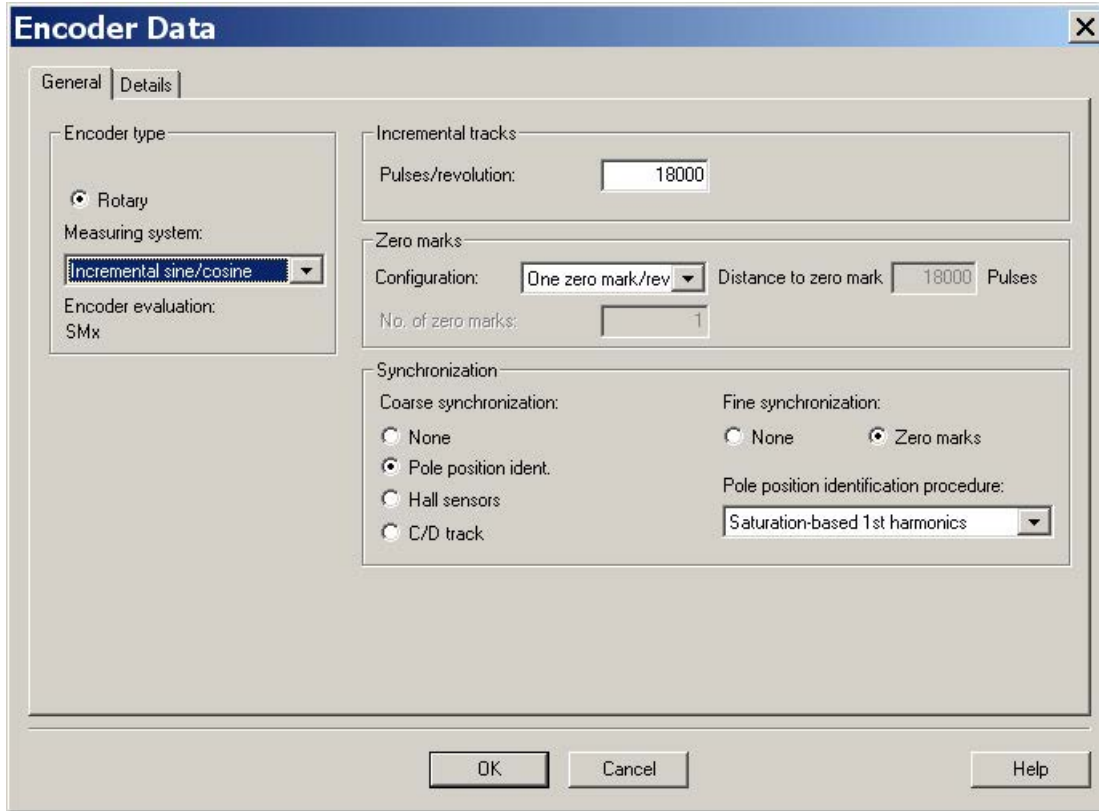 Encoder Data
General Details
Encoder type
Rotary
Measuring system:
Incremental sine/cosine
Encoder evaluation:
SMx
Incremental tracks
Pulses/revolution: 18000
Zero marks
Configuration: One zero mark/rev Distance to zero mark 18000 Pulses
No. of zero marks: 1
Synchronization
Coarse synchronization:
None
Pole position ident.
Hall sensors
C/D track
Fine synchronization:
None Zero marks
Pole position identification procedure:
Saturation-based 1st harmonics
OK Cancel Help